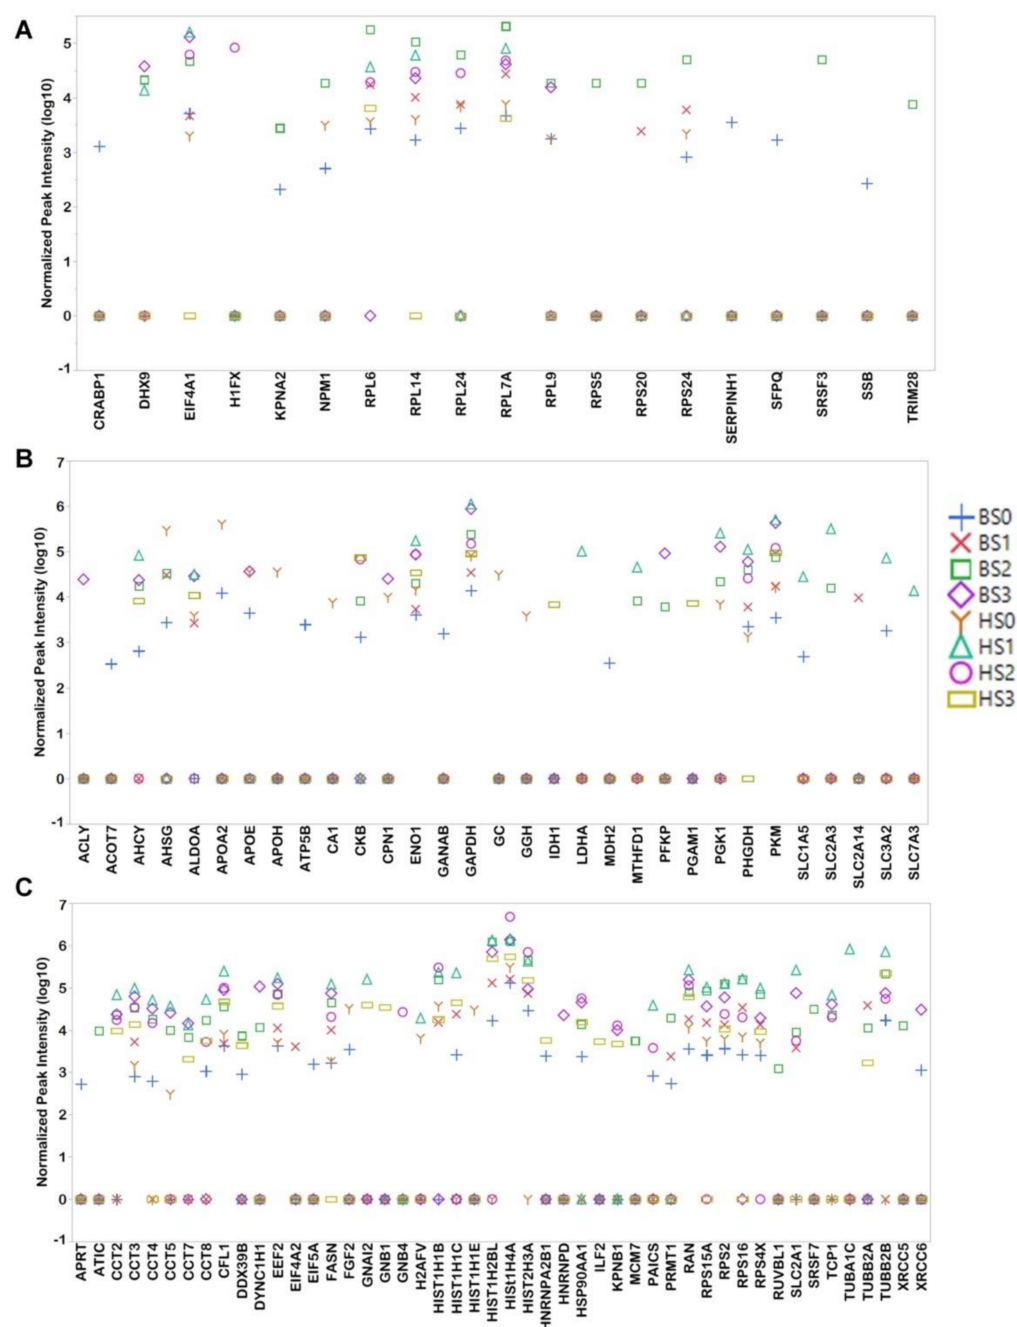 A
Normalized Peak Intensity (log10)
5
4
3
2
1
0
-1
CRABP1 DHX9 EIF4A1 H1FX KPNA2 NPM1 RPL6 RPL14 RPL24 RPL7A RPL9 RPS5 RPS20 RPS24 SERPINH1 SFPQ SRSF3 SSB TRIM28
B
Normalized Peak Intensity (log10)
7
6
5
4
3
2
1
0
-1
ACLY ACOT7 AHCY AHSG ALDOA APOA2 APOE APOH ATP5B CA1 CKB CPN1 ENO1 GANAB GAPDH GC GGH IDH1 LDHA MDH2 MTHFD1 PFKP PGAM1 PGK1 PHGDH PKM SLC1A5 SLC2A3 SLC2A14 SLC3A2 SLC7A3
BS0
BS1
BS2
BS3
HS0
HS1
HS2
HS3
C
Normalized Peak Intensity (log10)
7
6
5
4
3
2
1
0
-1
APRT ATIC CCT2 CCT3 CCT4 CCT5 CCT7 CCT8 CFL1 DDX39B DYNC1H1 EEF2 EIF4A2 EIF5A FASN FGF2 GNAI2 GNB1 GNB4 H2AFV HIST1H1B HIST1H1C HIST1H1E HIST1H2BL HISt1H4A HIST2H3A HNRNPA2B1 HNRNPD HSP90AA1 ILF2 KPNB1 MCM7 PAICS PRMT1 RAN RPS15A RPS2 RPS16 RPS4X RUVBL1 SLC2A1 SRSF7 TCP1 TUBA1C TUBB2A TUBB2B XRCC5 XRCC6